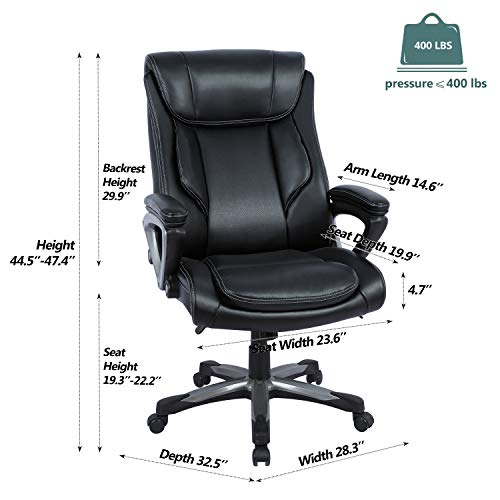 400 LBS
pressure ⩽ 400 lbs
Backrest
Height
29.9''
Arm Length 14.6''
Seat Depth 19.9''
Height
44.5''-47.4''
4.7''
Seat Width 23.6''
Seat
Height
19.3''-22.2''
Depth 32.5''
Width 28.3''